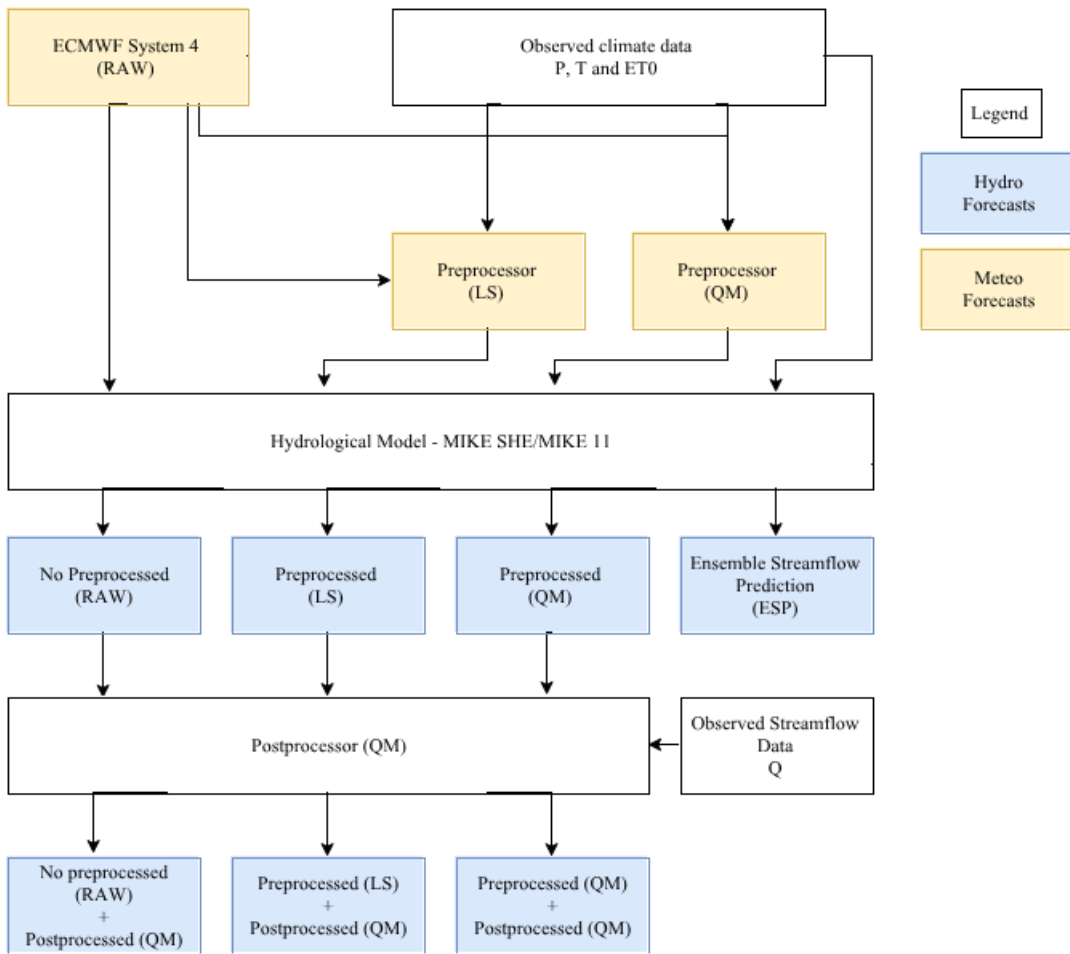 ECMWF System 4
(RAW)
Observed climate data
P, T and ET0
Legend
Hydro
Forecasts
Meteo
Forecasts
Preprocessor
(LS)
Preprocessor
(QM)
Hydrological Model - MIKE SHE/MIKE 11
No Preprocessed
(RAW)
Preprocessed
(LS)
Preprocessed
(QM)
Ensemble Streamflow
Prediction
(ESP)
Postprocessor (QM)
Observed Streamflow
Data
Q
No preprocessed
(RAW)
+
Postprocessed (QM)
Preprocessed (LS)
+
Postprocessed (QM)
Preprocessed (QM)
+
Postprocessed (QM)